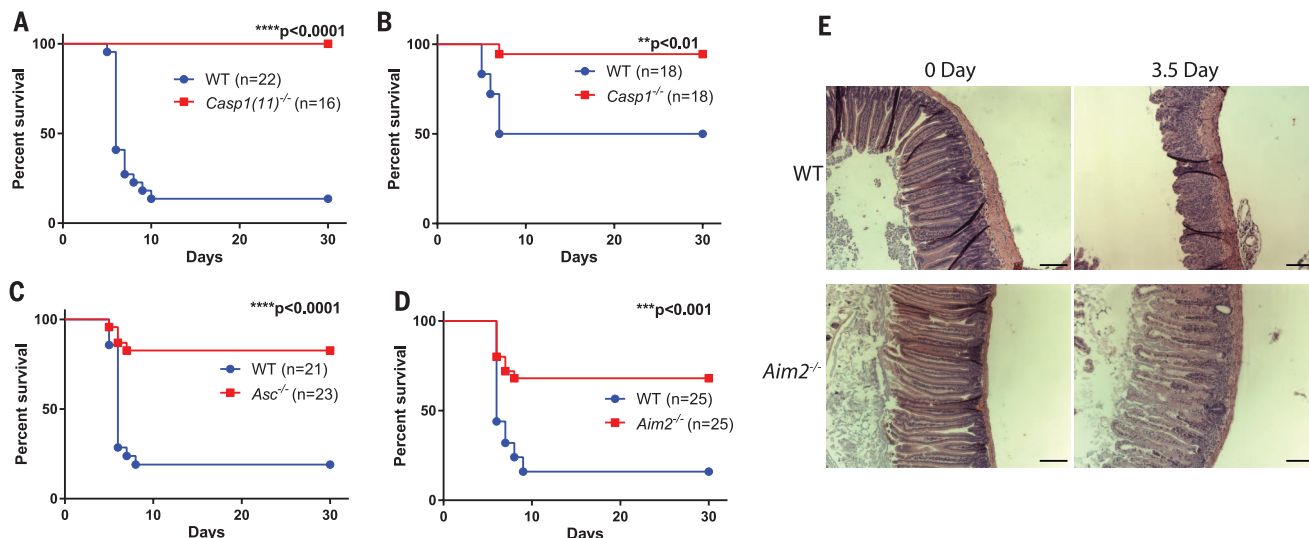 A
****p<0.0001
Percent survival
100
50
0
WT (n=22)
Casp1(11)-/- (n=16)
0
10
20
30
Days
B
**p<0.01
Percent survival
100
50
0
WT (n=18)
Casp1-/- (n=18)
0
10
20
30
Days
C
****p<0.0001
Percent survival
100
50
0
WT (n=21)
Asc-/- (n=23)
0
10
20
30
Days
D
***p<0.001
Percent survival
100
50
0
WT (n=25)
Aim2-/- (n=25)
0
10
20
30
Days
E
0 Day
3.5 Day
WT
Aim2-/-